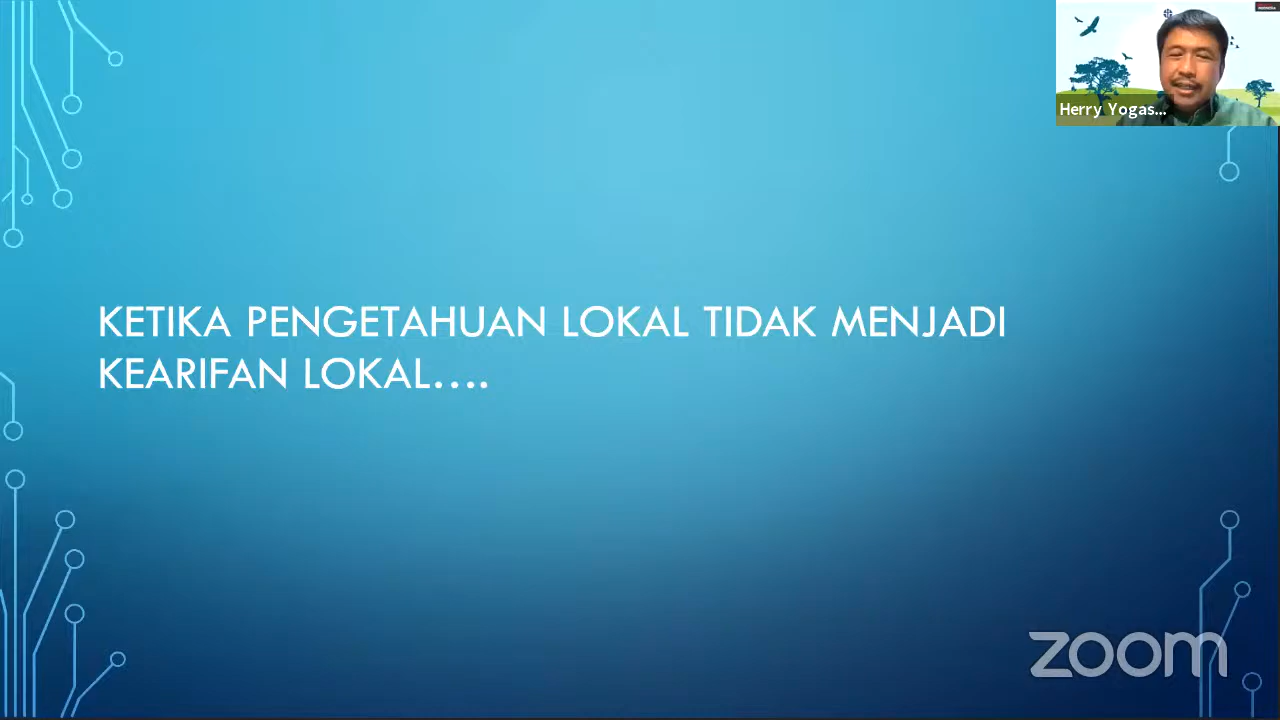 Herry Yogas...
KETIKA PENGETAHUAN LOKAL TIDAK MENJADI
KEARIFAN LOKAL....
zoom